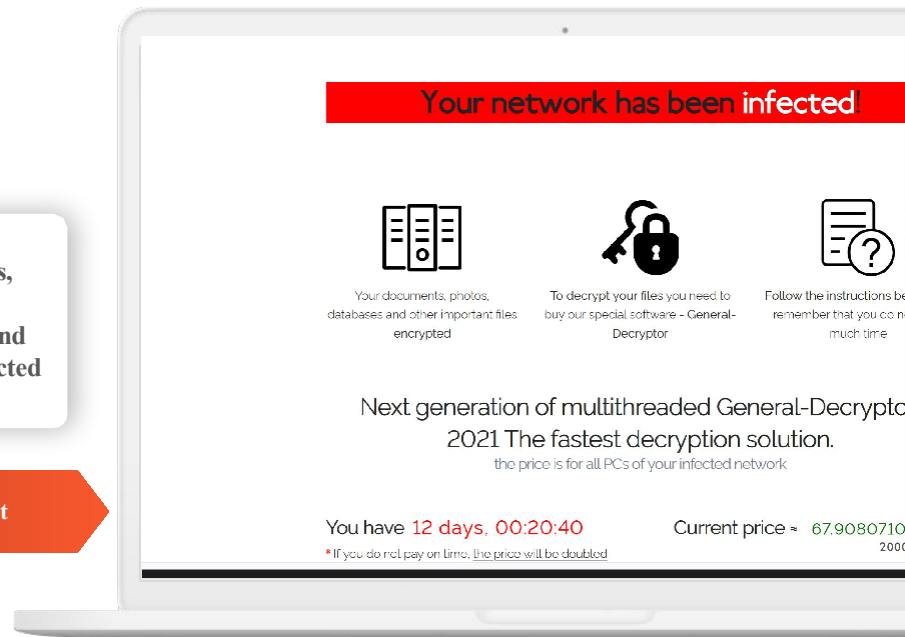 Your network has been infected!
s,
nd
cted
t
Your documents, photos,
databases and other important files
encrypted
To decrypt your files you need to
buy our special software - General-
Decryptor
Follow the instructions be
remember that you do n
much time
Next generation of multithreaded General-Decrypto
2021 The fastest decryption solution.
the price is for all PCs of your infected network
You have 12 days, 00:20:40
* If you do not pay on time, the price will be doubled
Current price ≈ 67.9080710
2000